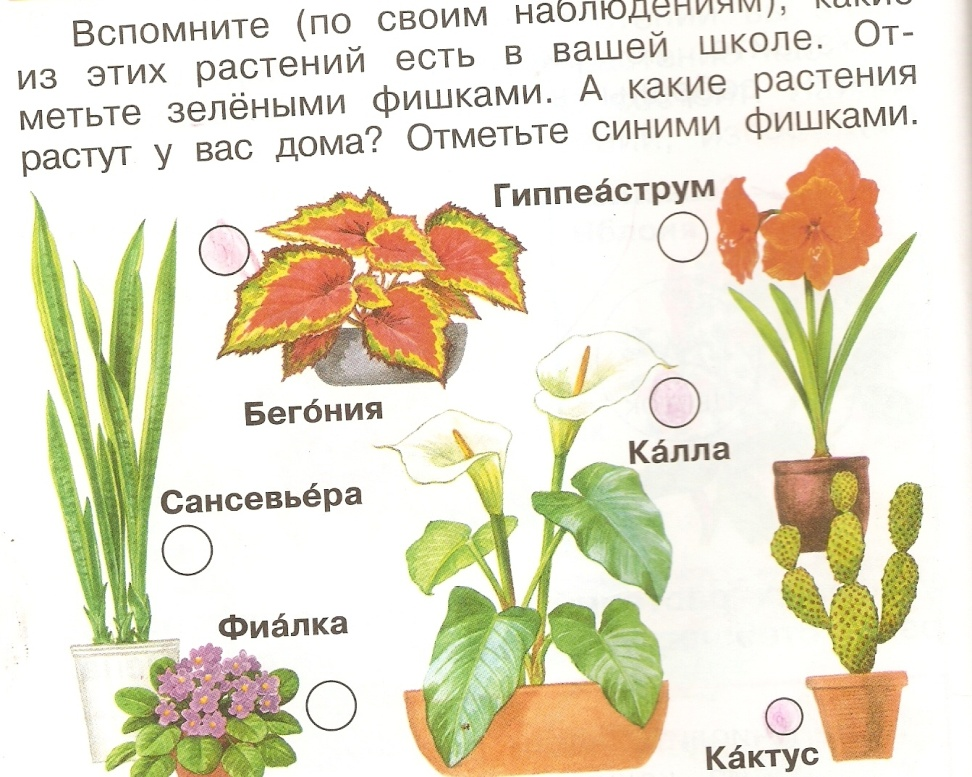 Вспомните (по своим наблюдениям), какие
из этих растений есть в вашей школе. От-
метьте зелёными фишками. А какие растения
растут у вас дома? Отметьте синими фишками.
Гиппеа́струм
Бего́ния
Ка́лла
Сансевье́ра
Фиа́лка
Ка́ктус